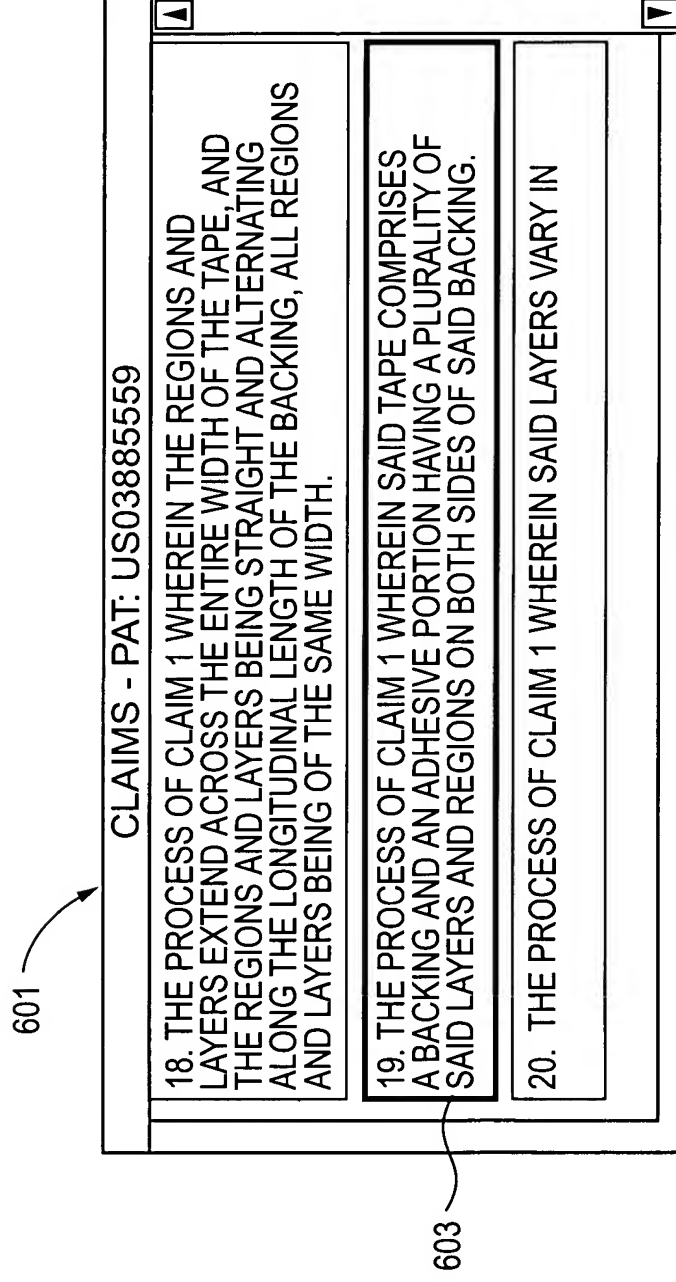 601
CLAIMS - PAT: US03885559
18. THE PROCESS OF CLAIM 1 WHEREIN THE REGIONS AND
LAYERS EXTEND ACROSS THE ENTIRE WIDTH OF THE TAPE, AND
THE REGIONS AND LAYERS BEING STRAIGHT AND ALTERNATING
ALONG THE LONGITUDINAL LENGTH OF THE BACKING, ALL REGIONS
AND LAYERS BEING OF THE SAME WIDTH.
19. THE PROCESS OF CLAIM 1 WHEREIN SAID TAPE COMPRISES
A BACKING AND AN ADHESIVE PORTION HAVING A PLURALITY OF
SAID LAYERS AND REGIONS ON BOTH SIDES OF SAID BACKING.
603
20. THE PROCESS OF CLAIM 1 WHEREIN SAID LAYERS VARY IN